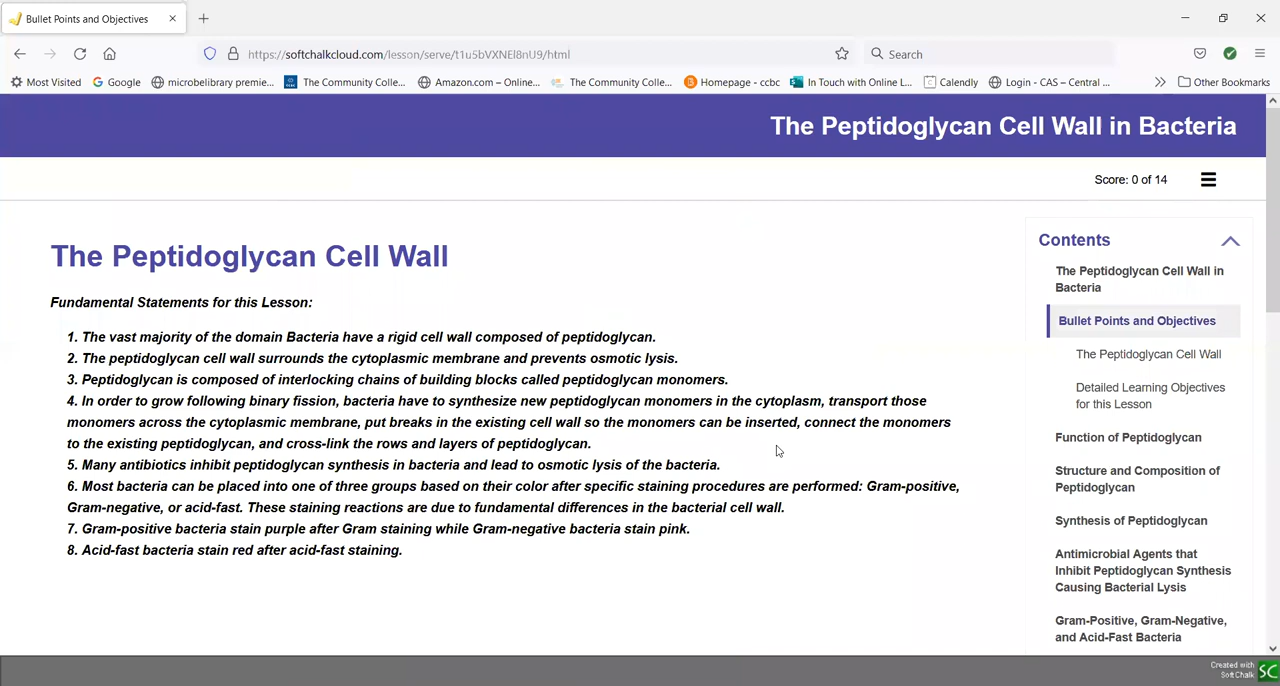 Bullet Points and Objectives
https://softchalkcloud.com/lesson/serve/t1u5bVXNEl8nU9/html
Search
Most Visited Google microbelibrary premie... The Community Colle... Amazon.com – Online... The Community Colle... Homepage - ccbc In Touch with Online L... Calendly Login - CAS – Central ... Other Bookmarks
The Peptidoglycan Cell Wall in Bacteria
Score: 0 of 14
The Peptidoglycan Cell Wall
Fundamental Statements for this Lesson:
1. The vast majority of the domain Bacteria have a rigid cell wall composed of peptidoglycan.
2. The peptidoglycan cell wall surrounds the cytoplasmic membrane and prevents osmotic lysis.
3. Peptidoglycan is composed of interlocking chains of building blocks called peptidoglycan monomers.
4. In order to grow following binary fission, bacteria have to synthesize new peptidoglycan monomers in the cytoplasm, transport those
monomers across the cytoplasmic membrane, put breaks in the existing cell wall so the monomers can be inserted, connect the monomers
to the existing peptidoglycan, and cross-link the rows and layers of peptidoglycan.
5. Many antibiotics inhibit peptidoglycan synthesis in bacteria and lead to osmotic lysis of the bacteria.
6. Most bacteria can be placed into one of three groups based on their color after specific staining procedures are performed: Gram-positive,
Gram-negative, or acid-fast. These staining reactions are due to fundamental differences in the bacterial cell wall.
7. Gram-positive bacteria stain purple after Gram staining while Gram-negative bacteria stain pink.
8. Acid-fast bacteria stain red after acid-fast staining.
Contents
The Peptidoglycan Cell Wall in
Bacteria
Bullet Points and Objectives
The Peptidoglycan Cell Wall
Detailed Learning Objectives
for this Lesson
Function of Peptidoglycan
Structure and Composition of
Peptidoglycan
Synthesis of Peptidoglycan
Antimicrobial Agents that
Inhibit Peptidoglycan Synthesis
Causing Bacterial Lysis
Gram-Positive, Gram-Negative,
and Acid-Fast Bacteria
Created with
SoftChalk
SC